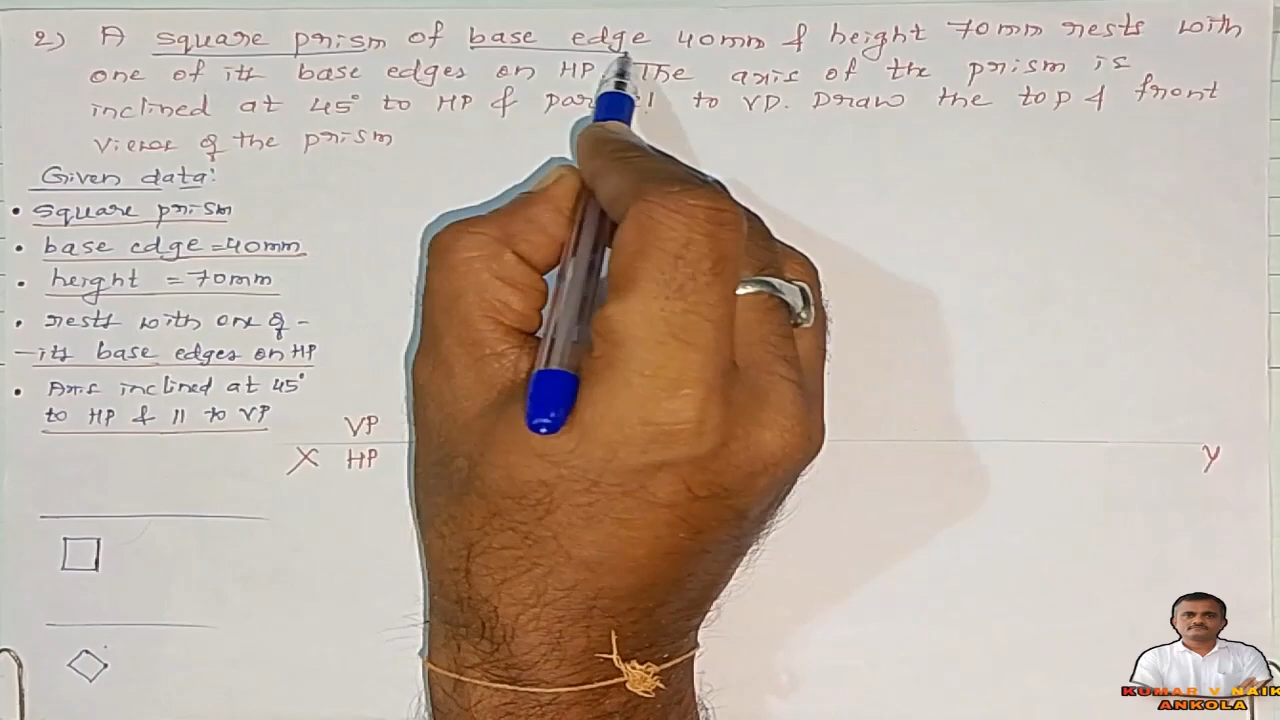 2) A square prism of base edge 40mm & height 70mm rests with
one of its base edges on HP. The axis of the prism is
inclined at 45° to HP & to VP. Draw the top & front
views of the prism
Given data:
• square prism
• base edge = 40mm
• height = 70mm
• rests with one of -
- its base edges on HP
• Axis inclined at 45°
to HP & 11 to VP
VP
X HP
Y
KUMAR V NAIK
ANKOLA